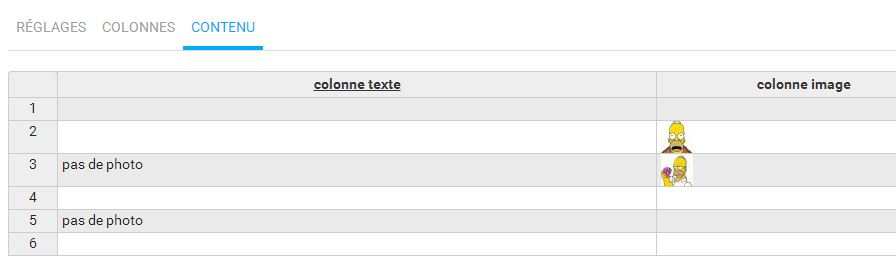 RÉGLAGES COLONNES CONTENU
colonne texte colonne image
1
2
3 pas de photo
4
5 pas de photo
6